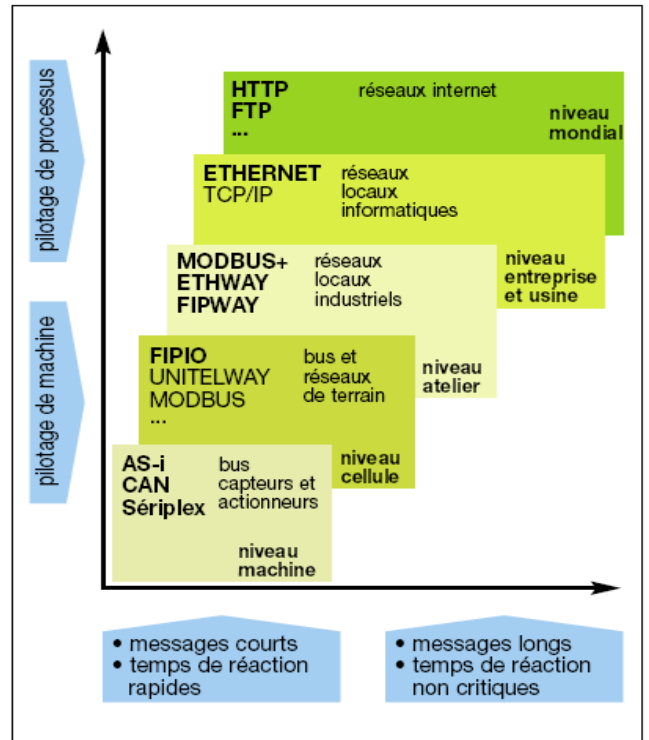 pilotage de processus
pilotage de machine
HTTP
FTP
...
réseaux internet
niveau
mondial
ETHERNET
TCP/IP
réseaux
locaux
informatiques
niveau
entreprise
et usine
MODBUS+
ETHWAY
FIPWAY
réseaux
locaux
industriels
niveau
atelier
FIPIO
UNITELWAY
MODBUS
...
bus et
réseaux
de terrain
niveau
cellule
AS-i
CAN
Sériplex
bus
capteurs et
actionneurs
niveau
machine
• messages courts
• temps de réaction
rapides
• messages longs
• temps de réaction
non critiques